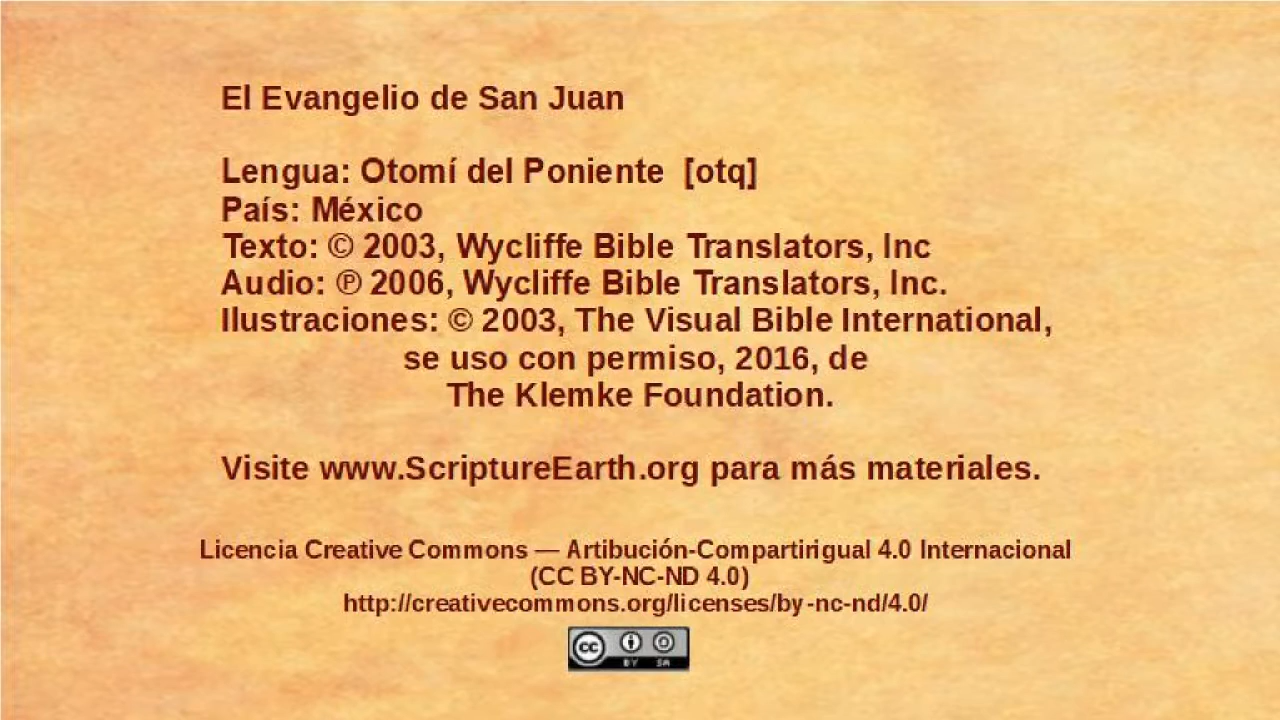 El Evangelio de San Juan
Lengua: Otomí del Poniente [otq]
País: México
Texto: © 2003, Wycliffe Bible Translators, Inc
Audio: ℗ 2006, Wycliffe Bible Translators, Inc.
Ilustraciones: © 2003, The Visual Bible International,
se uso con permiso, 2016, de
The Klemke Foundation.
Visite www.ScriptureEarth.org para más materiales.
Licencia Creative Commons — Artibución-Compartirigual 4.0 Internacional
(CC BY-NC-ND 4.0)
http://creativecommons.org/licenses/by-nc-nd/4.0/
cc BY SA